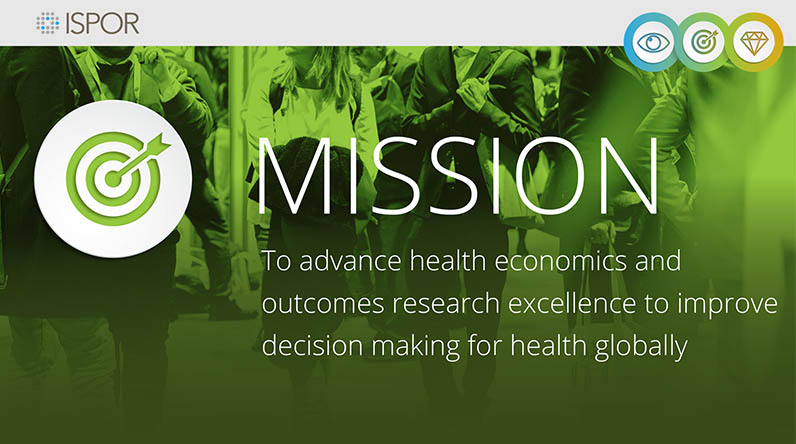 ISPOR
MISSION
To advance health economics and
outcomes research excellence to improve
decision making for health globally